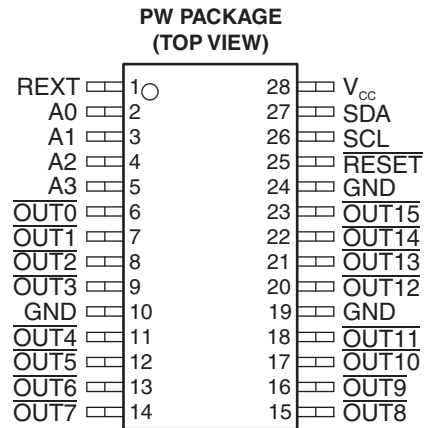 PW PACKAGE
(TOP VIEW)
REXT 1 28 VCC
A0 2 27 SDA
A1 3 26 SCL
A2 4 25 RESET
A3 5 24 GND
OUT0 6 23 OUT15
OUT1 7 22 OUT14
OUT2 8 21 OUT13
OUT3 9 20 OUT12
GND 10 19 GND
OUT4 11 18 OUT11
OUT5 12 17 OUT10
OUT6 13 16 OUT9
OUT7 14 15 OUT8